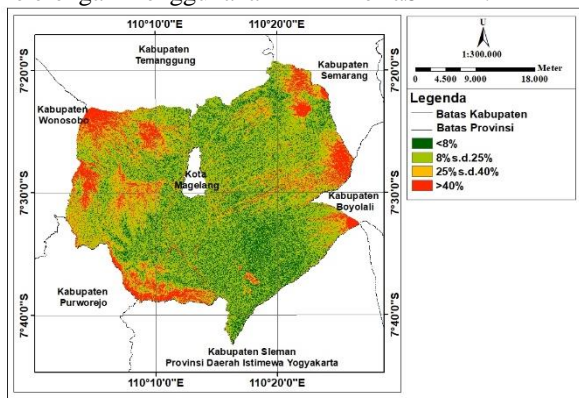 110°10'0"E
110°20'0"E
Kabupaten
Temanggung
Kabupaten
Semarang
Kabupaten
Wonosobo
Kota
Magelang
Kabupaten
Boyolali
Kabupaten
Purworejo
Kabupaten Sleman
Provinsi Daerah Istimewa Yogyakarta
7°20'0"S
7°30'0"S
7°40'0"S
7°20'0"S
7°30'0"S
7°40'0"S
110°10'0"E
110°20'0"E
U
1:300.000
Meter
0 4.500 9.000 18.000
Legenda
Batas Kabupaten
Batas Provinsi
<8%
8% s.d.25%
25% s.d.40%
>40%